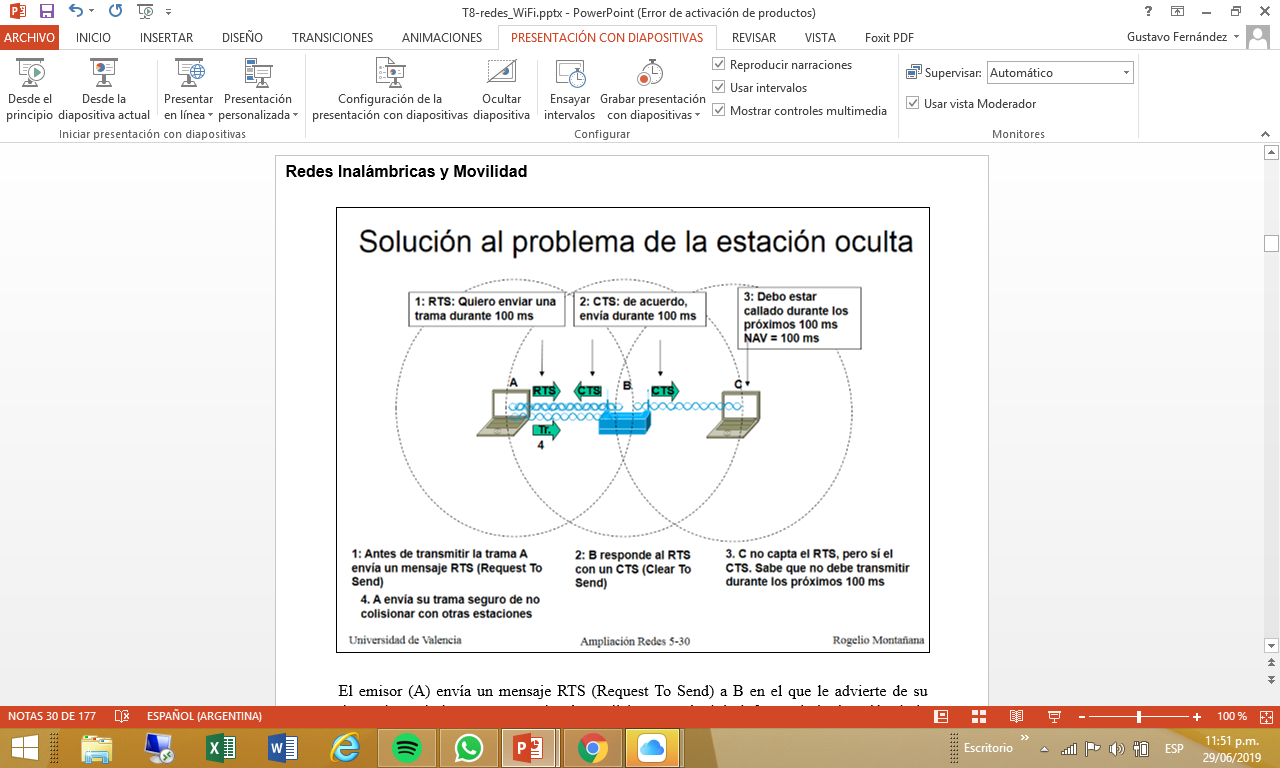 T8-redes_WiFi.pptx - PowerPoint (Error de activación de productos)
ARCHIVO INICIO INSERTAR DISEÑO TRANSICIONES ANIMACIONES PRESENTACIÓN CON DIAPOSITIVAS REVISAR VISTA Foxit PDF
Gustavo Fernández
Desde el principio
Desde la diapositiva actual
Presentar en línea
Presentación personalizada
Iniciar presentación con diapositivas
Configuración de la presentación con diapositivas
Ocultar diapositiva
Ensayar intervalos
Grabar presentación con diapositivas
Reproducir narraciones
Usar intervalos
Mostrar controles multimedia
Configurar
Supervisar: Automático
Usar vista Moderador
Monitores
Redes Inalámbricas y Movilidad
Solución al problema de la estación oculta
1: RTS: Quiero enviar una
trama durante 100 ms
2: CTS: de acuerdo,
envía durante 100 ms
3: Debo estar
callado durante los
próximos 100 ms
NAV = 100 ms
A
RTS
CTS
B
CTS
C
Tr.
4
1: Antes de transmitir la trama A
envía un mensaje RTS (Request To
Send)
2: B responde al RTS
con un CTS (Clear To
Send)
3. C no capta el RTS, pero sí el
CTS. Sabe que no debe transmitir
durante los próximos 100 ms
4. A envía su trama seguro de no
colisionar con otras estaciones
Universidad de Valencia
Ampliación Redes 5-30
Rogelio Montañana
El emisor (A) envía un mensaje RTS (Request To Send) a B en el que le advierte de su
NOTAS 30 DE 177
ESPAÑOL (ARGENTINA)
100 %
Escritorio
ESP
11:51 p.m.
29/06/2019